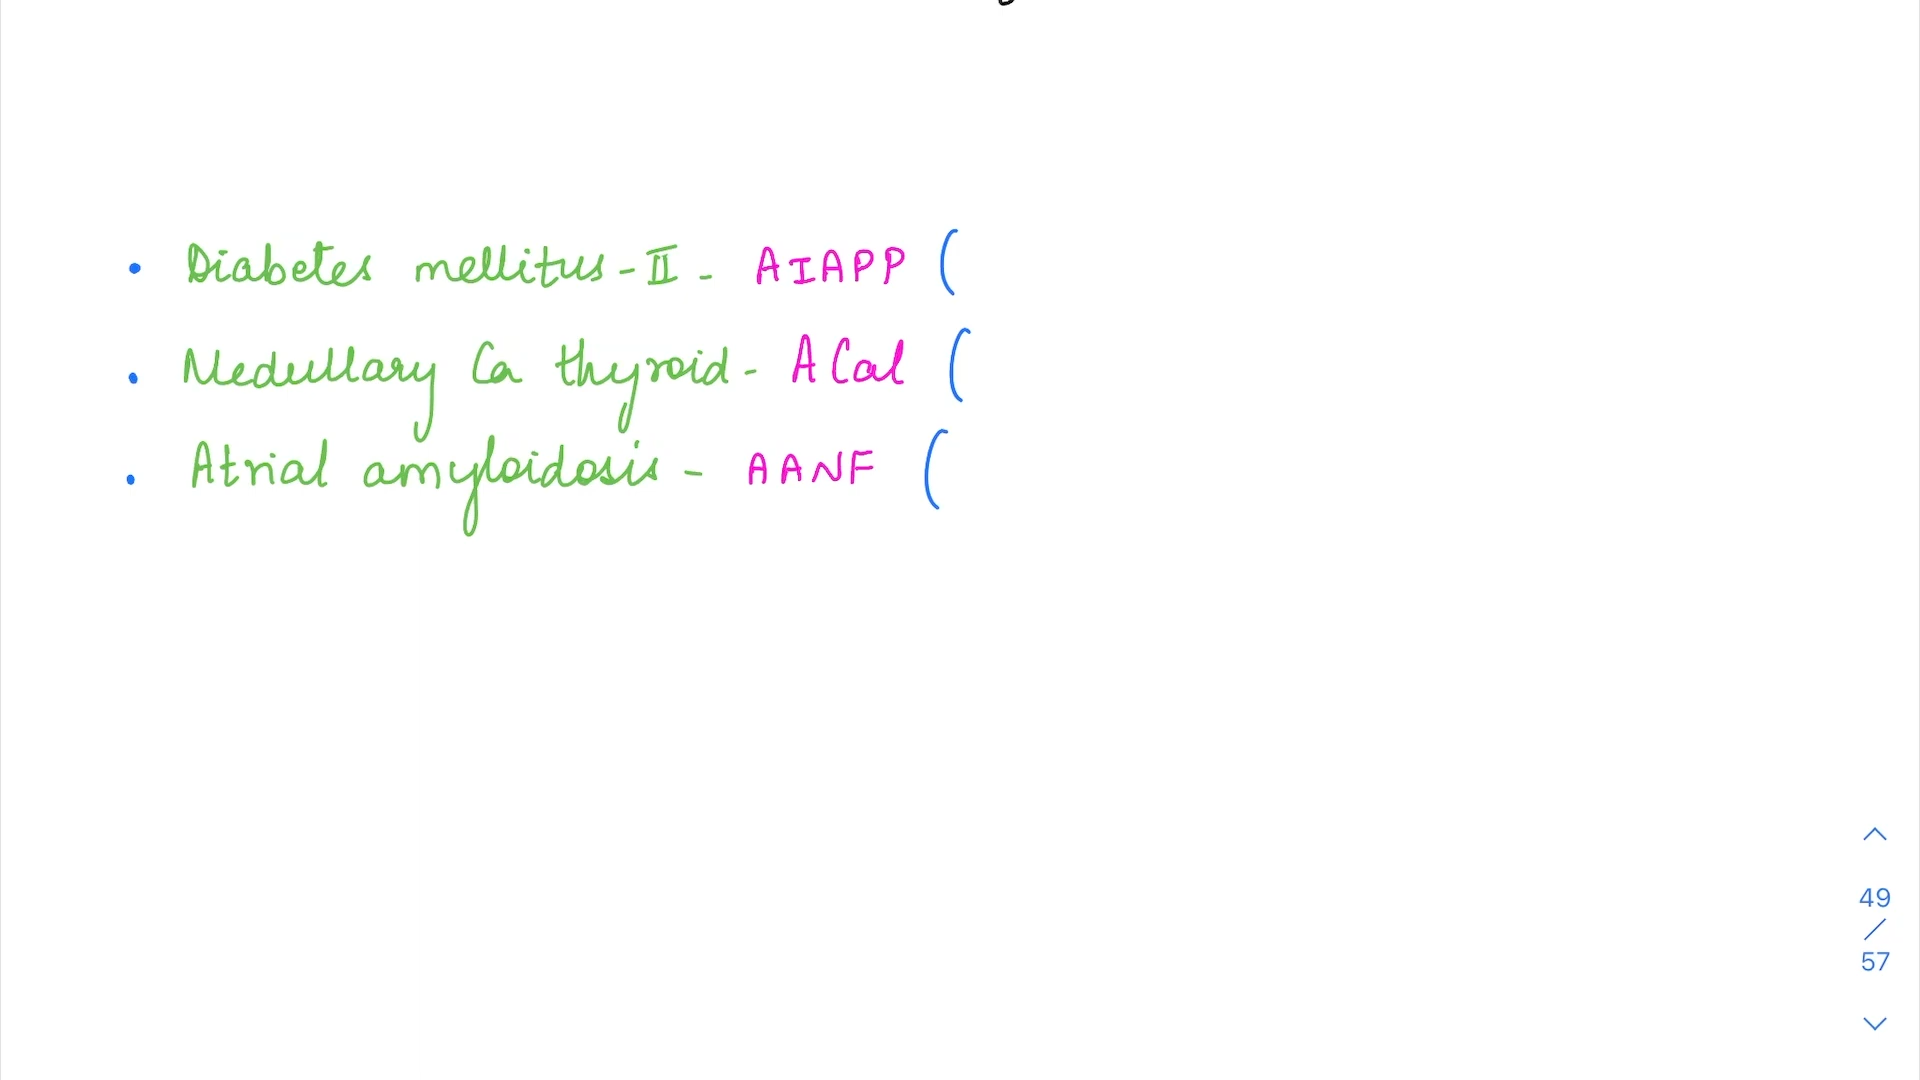 • Diabetes mellitus - II - AIAPP (
• Medullary Ca thyroid - ACal (
• Atrial amyloidosis - AANF (
49
/
57